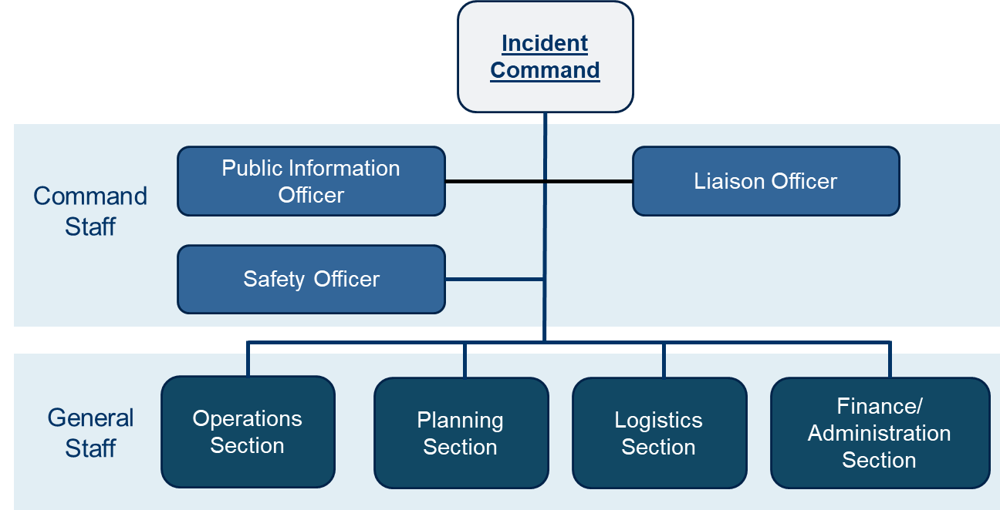 Incident
Command
Command
Staff
Public Information
Officer
Liaison Officer
Safety Officer
General
Staff
Operations
Section
Planning
Section
Logistics
Section
Finance/
Administration
Section